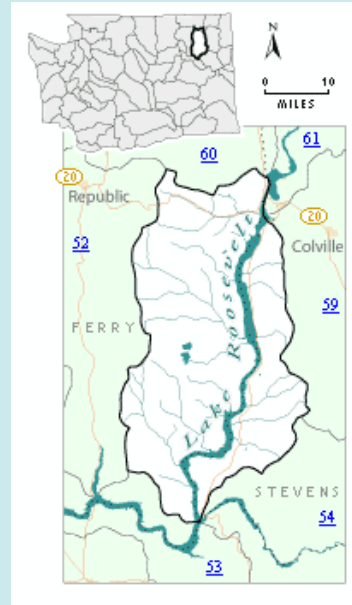 N
0 10
MILES
61
60
20
Republic
20
52
Colville
Lake Roosevelt
59
FERRY
STEVENS
54
53